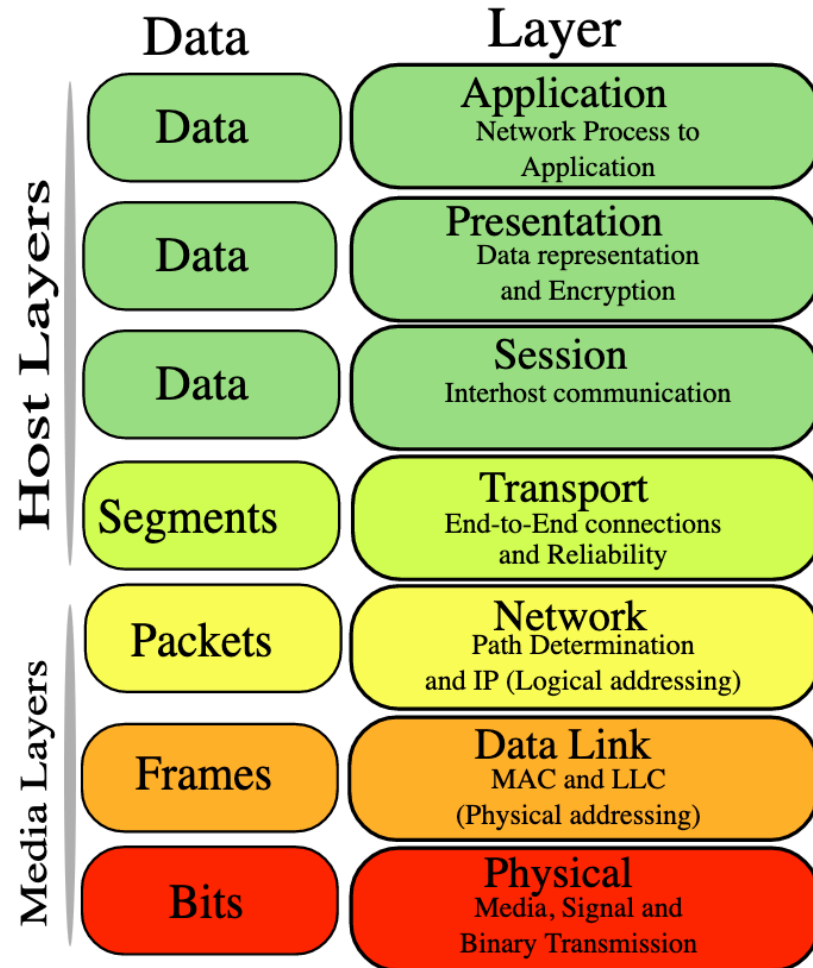 Data
Layer
Host Layers
Data
Application
Network Process to
Application
Data
Presentation
Data representation
and Encryption
Data
Session
Interhost communication
Segments
Transport
End-to-End connections
and Reliability
Media Layers
Packets
Network
Path Determination
and IP (Logical addressing)
Frames
Data Link
MAC and LLC
(Physical addressing)
Bits
Physical
Media, Signal and
Binary Transmission